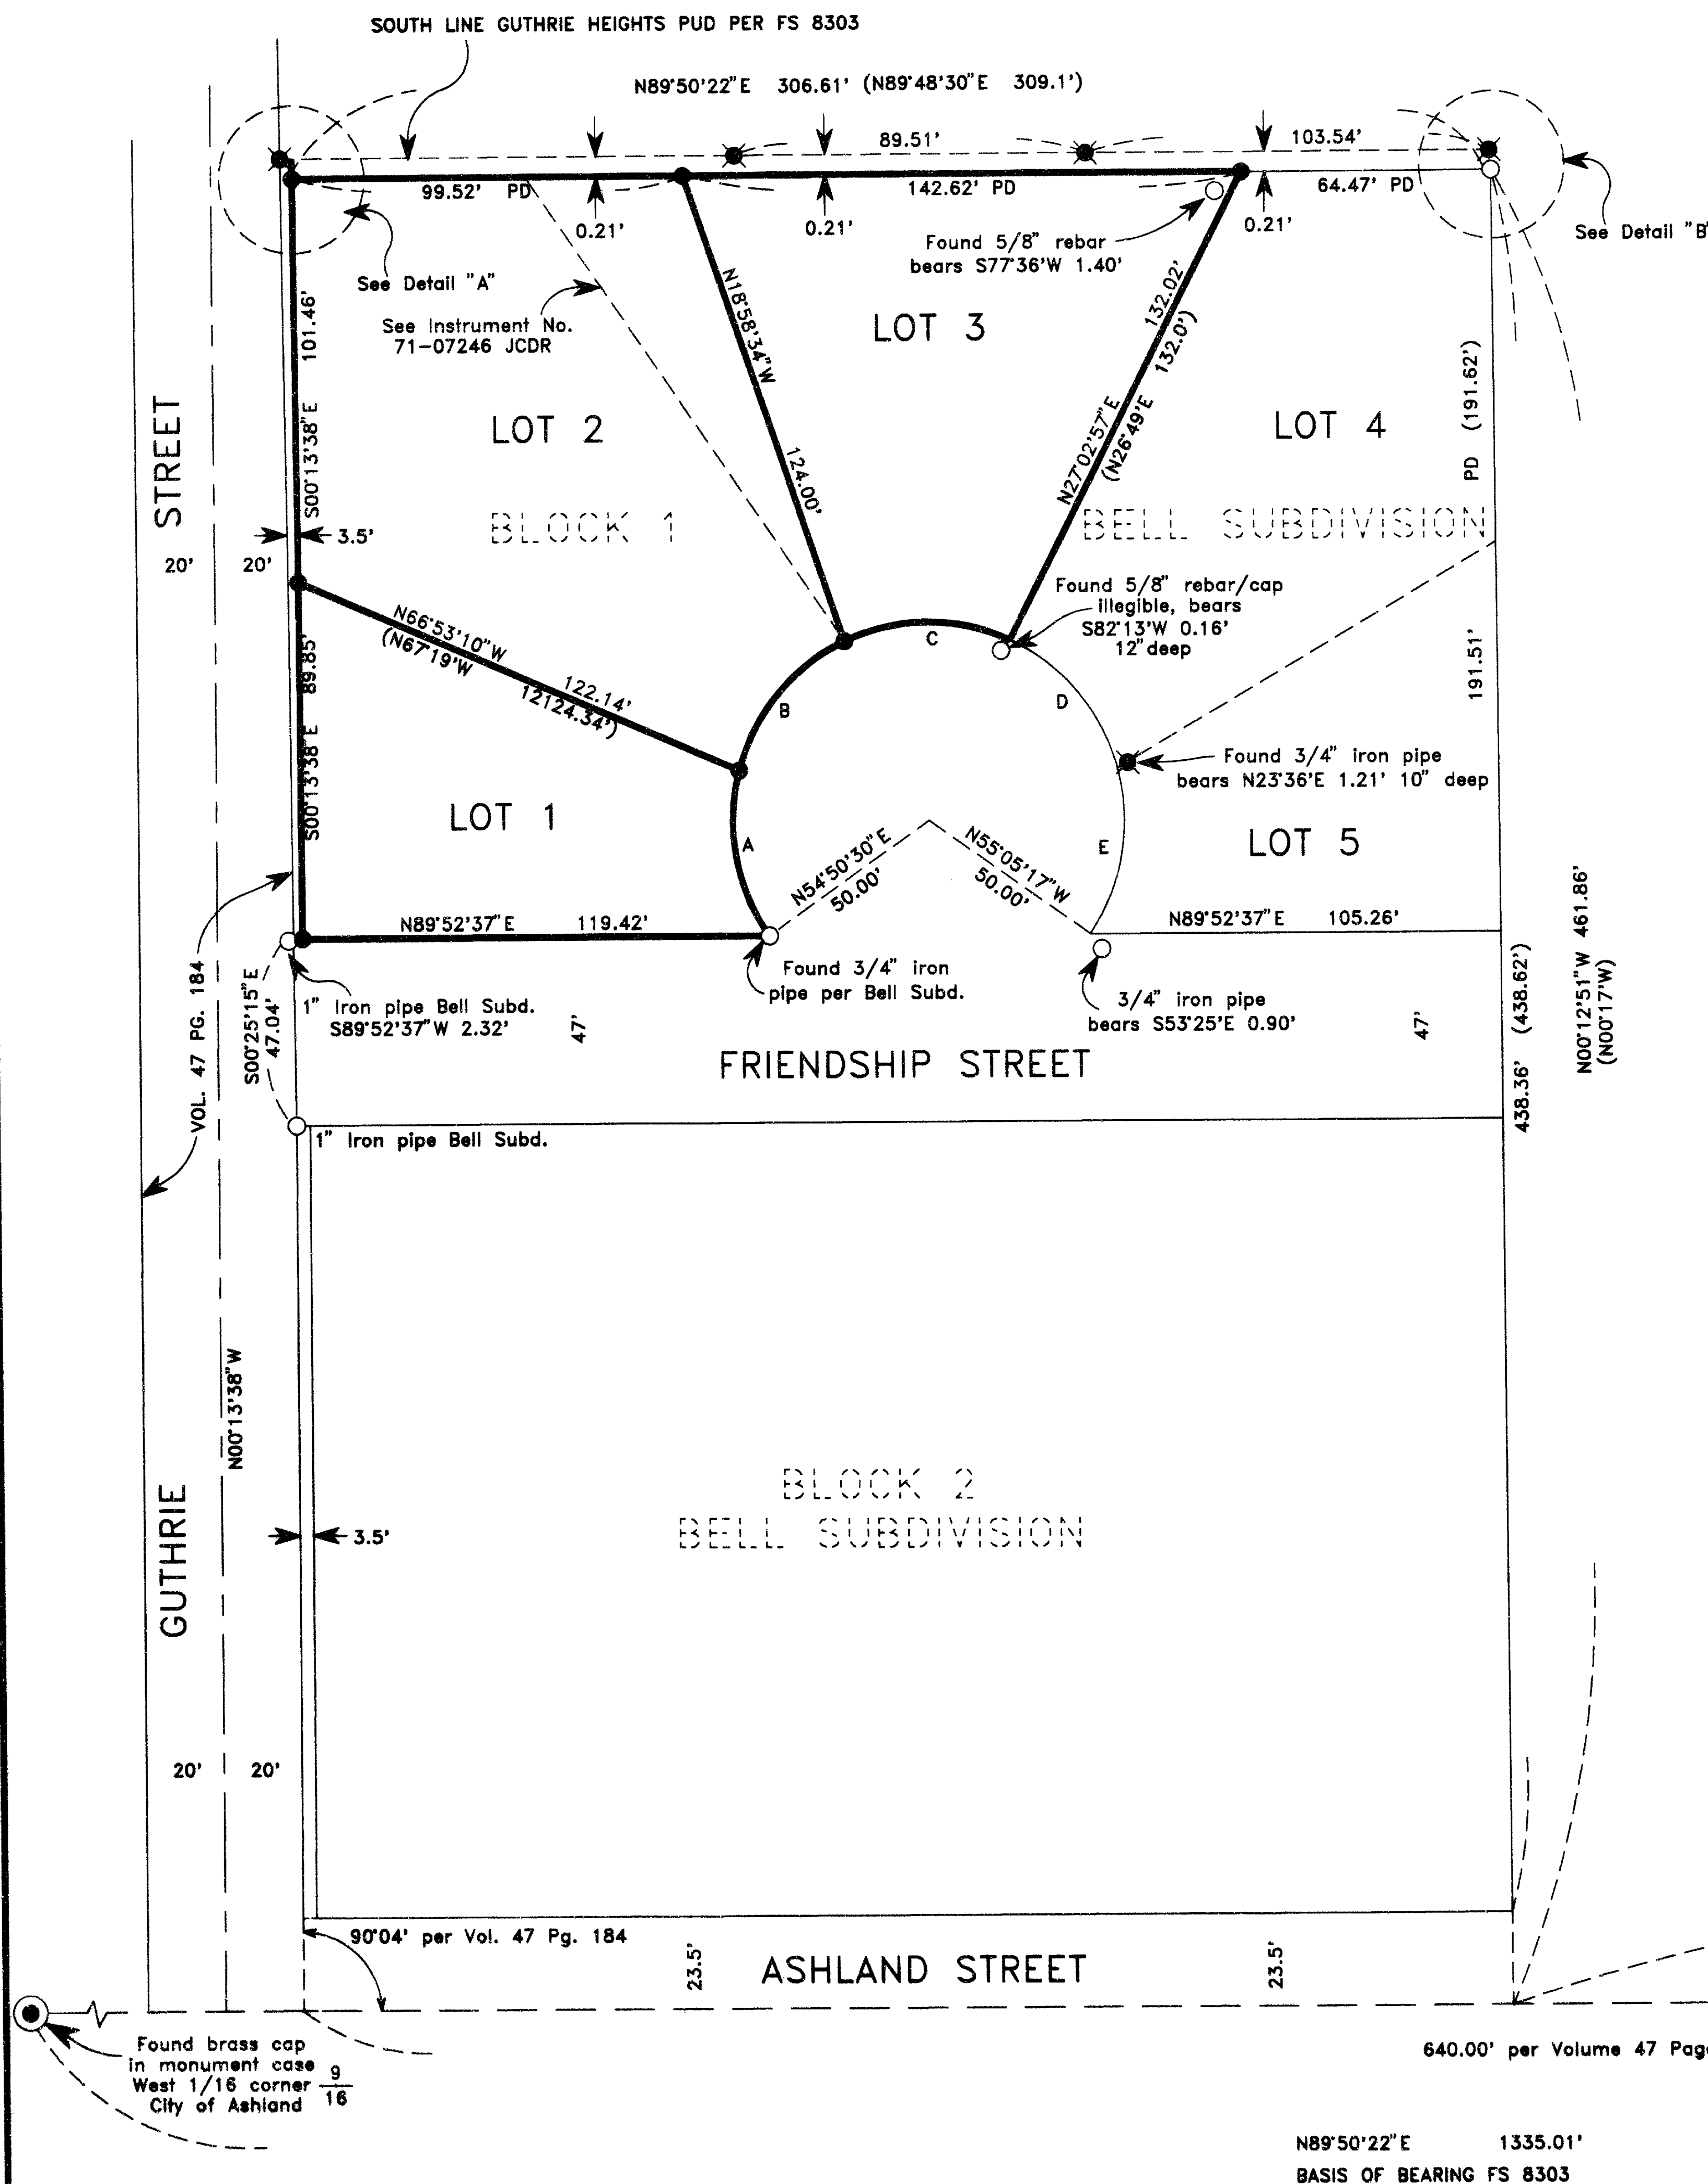 SOUTH LINE GUTHRIE HEIGHTS PUD PER FS 8303
N89°50'22"E 306.61' (N89°48'30"E 309.1')
89.51'
103.54'
99.52' PD
142.62' PD
64.47' PD
0.21'
0.21'
0.21'
See Detail "A"
See Detail "B"
Found 5/8" rebar
bears S77°36'W 1.40'
See Instrument No.
71-07246 JCDR
S00°13'38"E 101.46'
N18°58'34"W 124.00'
LOT 3
N27°02'57"E 132.02'
(N26°49'E 132.0')
LOT 2
LOT 4
191.51' PD (191.62')
STREET
BLOCK 1
BELL SUBDIVISION
3.5'
20' 20'
Found 5/8" rebar/cap
illegible, bears
S82°13'W 0.16'
12" deep
N66°53'10"W 122.14'
(N67°19'W 12124.34')
S00°13'38"E 89.85'
C
B
D
A
E
Found 3/4" iron pipe
bears N23°36'E 1.21' 10" deep
LOT 1
LOT 5
N54°50'30"E
50.00'
N55°05'17"W
50.00'
N89°52'37"E 119.42'
N89°52'37"E 105.26'
N00°12'51"W 461.86'
(N00°17'W)
438.36' (438.62')
VOL. 47 PG. 184
S00°25'15"E
47.04'
1" Iron pipe Bell Subd.
S89°52'37"W 2.32'
Found 3/4" iron
pipe per Bell Subd.
3/4" iron pipe
bears S53°25'E 0.90'
47'
47'
FRIENDSHIP STREET
1" Iron pipe Bell Subd.
N00°13'38"W
BLOCK 2
BELL SUBDIVISION
GUTHRIE
3.5'
20' 20'
90°04' per Vol. 47 Pg. 184
23.5'
ASHLAND STREET
23.5'
Found brass cap
in monument case
West 1/16 corner 9/16
City of Ashland
640.00' per Volume 47 Page
N89°50'22"E 1335.01'
BASIS OF BEARING FS 8303